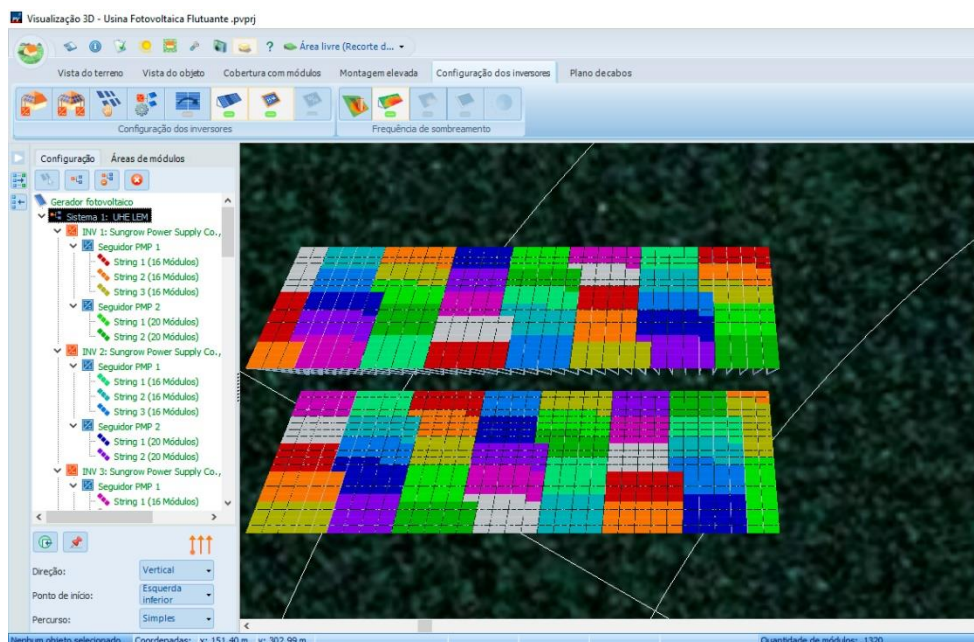 Visualização 3D - Usina Fotovoltaica Flutuante .pvprj
? Área livre (Recorte d...
Vista do terreno Vista do objeto Cobertura com módulos Montagem elevada Configuração dos inversores Plano decabos
Configuração dos inversores Frequência de sombreamento
Configuração Áreas de módulos
Gerador fotovoltaico
Sistema 1: UHE LEM
INV 1: Sungrow Power Supply Co.,
Seguidor PMP 1
String 1 (16 Módulos)
String 2 (16 Módulos)
String 3 (16 Módulos)
Seguidor PMP 2
String 1 (20 Módulos)
String 2 (20 Módulos)
INV 2: Sungrow Power Supply Co.,
Seguidor PMP 1
String 1 (16 Módulos)
String 2 (16 Módulos)
String 3 (16 Módulos)
Seguidor PMP 2
String 1 (20 Módulos)
String 2 (20 Módulos)
INV 3: Sungrow Power Supply Co.,
Seguidor PMP 1
String 1 (16 Módulos)
Direção: Vertical
Ponto de início: Esquerda inferior
Percurso: Simples
Nenhum objeto selecionado Coordenadas: x: 151,40 m y: 302,99 m Quantidade de módulos: 1320